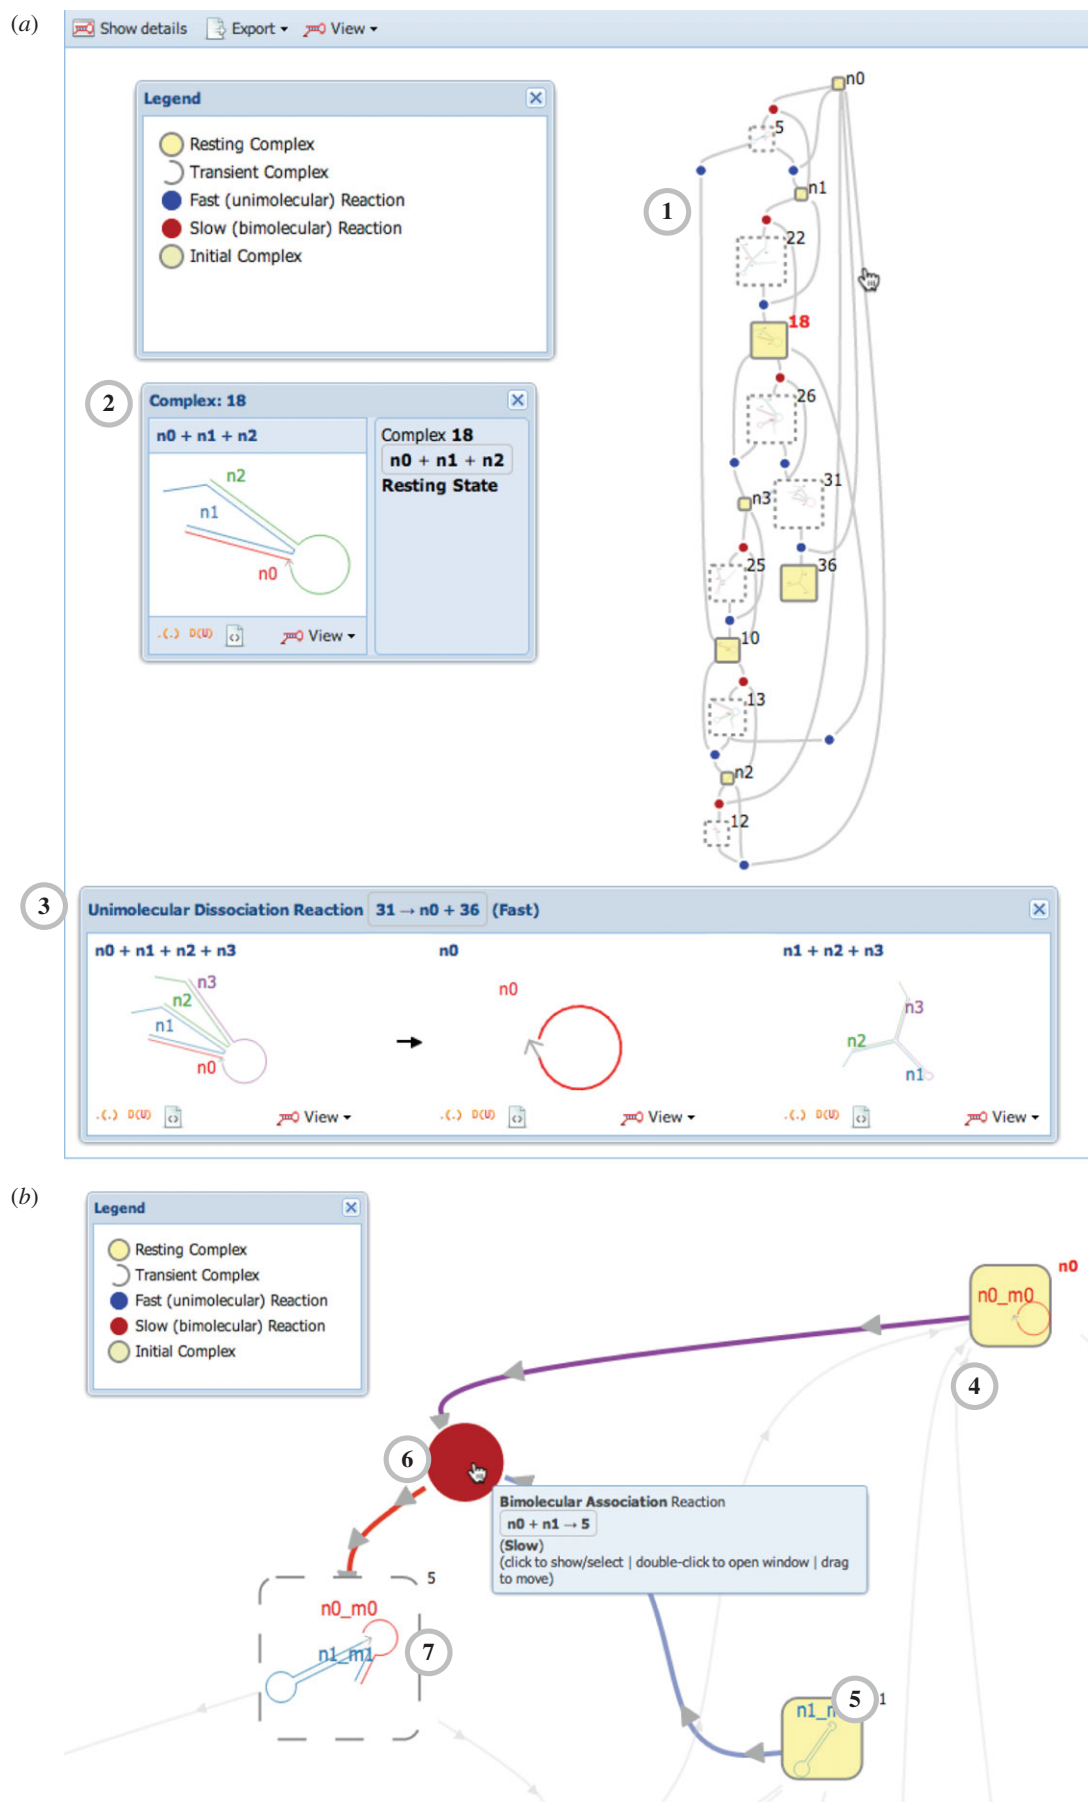 (a)
Show details Export View
Legend
Resting Complex
Transient Complex
Fast (unimolecular) Reaction
Slow (bimolecular) Reaction
Initial Complex
n0
5
n1
1
22
18
26
31
n3
25
36
10
13
n2
12
2
Complex: 18
n0 + n1 + n2
n2
n1
n0
.(.) D(U) <> View
Complex 18
n0 + n1 + n2
Resting State
3
Unimolecular Dissociation Reaction 31 → n0 + 36 (Fast)
n0 + n1 + n2 + n3
n3
n2
n1
n0
.(.) D(U) <> View
→
n0
n0
.(.) D(U) <> View
n1 + n2 + n3
n3
n2
n1
.(.) D(U) <> View
(b)
Legend
Resting Complex
Transient Complex
Fast (unimolecular) Reaction
Slow (bimolecular) Reaction
Initial Complex
n0
n0_m0
4
6
Bimolecular Association Reaction
n0 + n1 → 5
(Slow)
(click to show/select | double-click to open window | drag
to move)
5
n0_m0
n1_m1
7
5
1